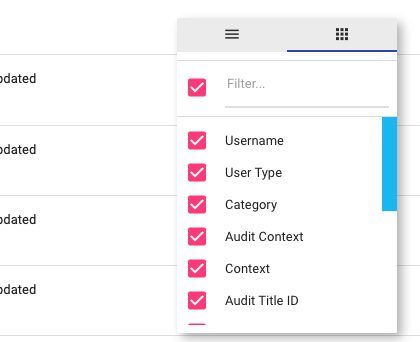 Filter...
pdated
Username
User Type
pdated
Category
pdated
Audit Context
Context
pdated
Audit Title ID